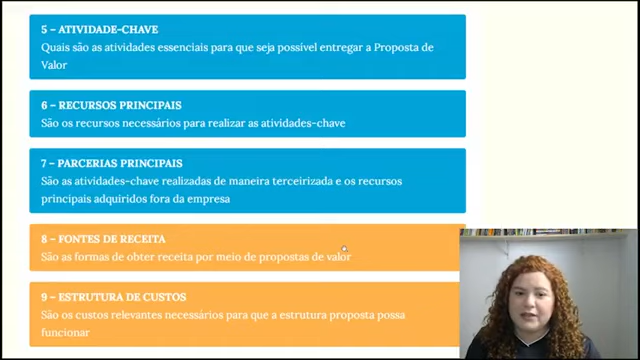 5 – ATIVIDADE-CHAVE
Quais são as atividades essenciais para que seja possível entregar a Proposta de
Valor
6 – RECURSOS PRINCIPAIS
São os recursos necessários para realizar as atividades-chave
7 – PARCERIAS PRINCIPAIS
São as atividades-chave realizadas de maneira terceirizada e os recursos
principais adquiridos fora da empresa
8 – FONTES DE RECEITA
São as formas de obter receita por meio de propostas de valor
9 – ESTRUTURA DE CUSTOS
São os custos relevantes necessários para que a estrutura proposta possa
funcionar